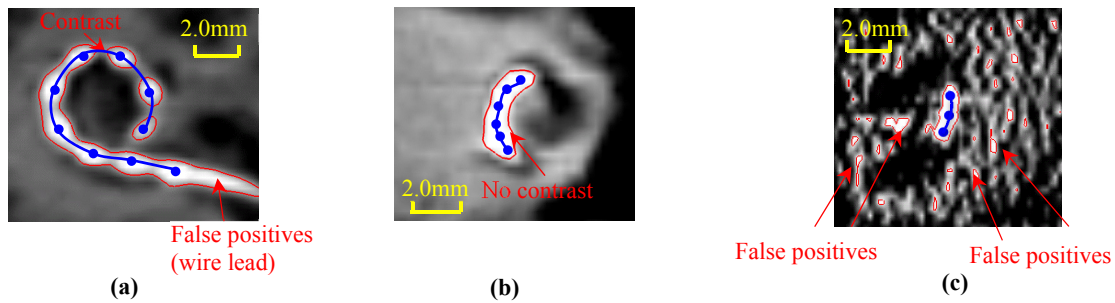 Contrast
2.0mm
False positives
(wire lead)
(a)
2.0mm
No contrast
(b)
2.0mm
False positives
False positives
(c)